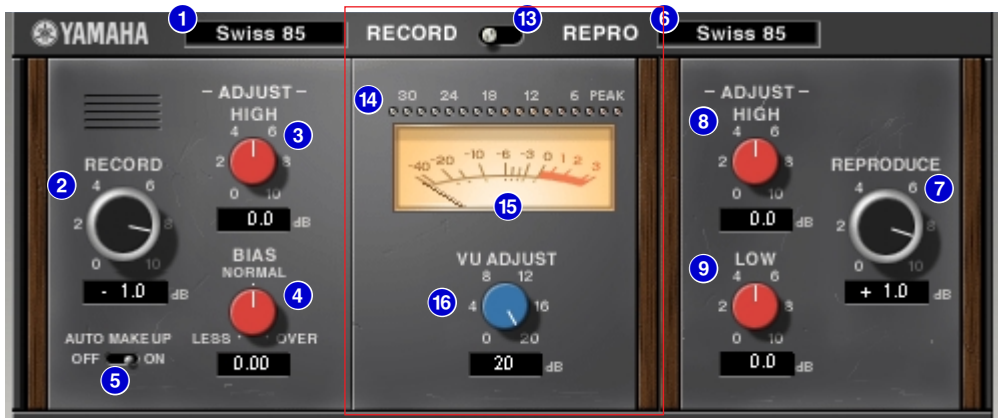 YAMAHA
1
Swiss 85
RECORD
13
REPRO
6
Swiss 85
– ADJUST –
HIGH
3
4 6
2 8
0 10
0.0 dB
RECORD
2
4 6
2 8
0 10
- 1.0 dB
BIAS
NORMAL
4
LESS OVER
0.00
AUTO MAKE UP
OFF ON
5
14
30 24 18 12 6 PEAK
-40 -20 -10 -6 -3 0 1 2 3
15
VU ADJUST
16
8 12
4 16
0 20
20 dB
– ADJUST –
HIGH
8
4 6
2 8
0 10
0.0 dB
LOW
9
4 6
2 8
0 10
0.0 dB
REPRODUCE
7
4 6
2 8
0 10
+ 1.0 dB